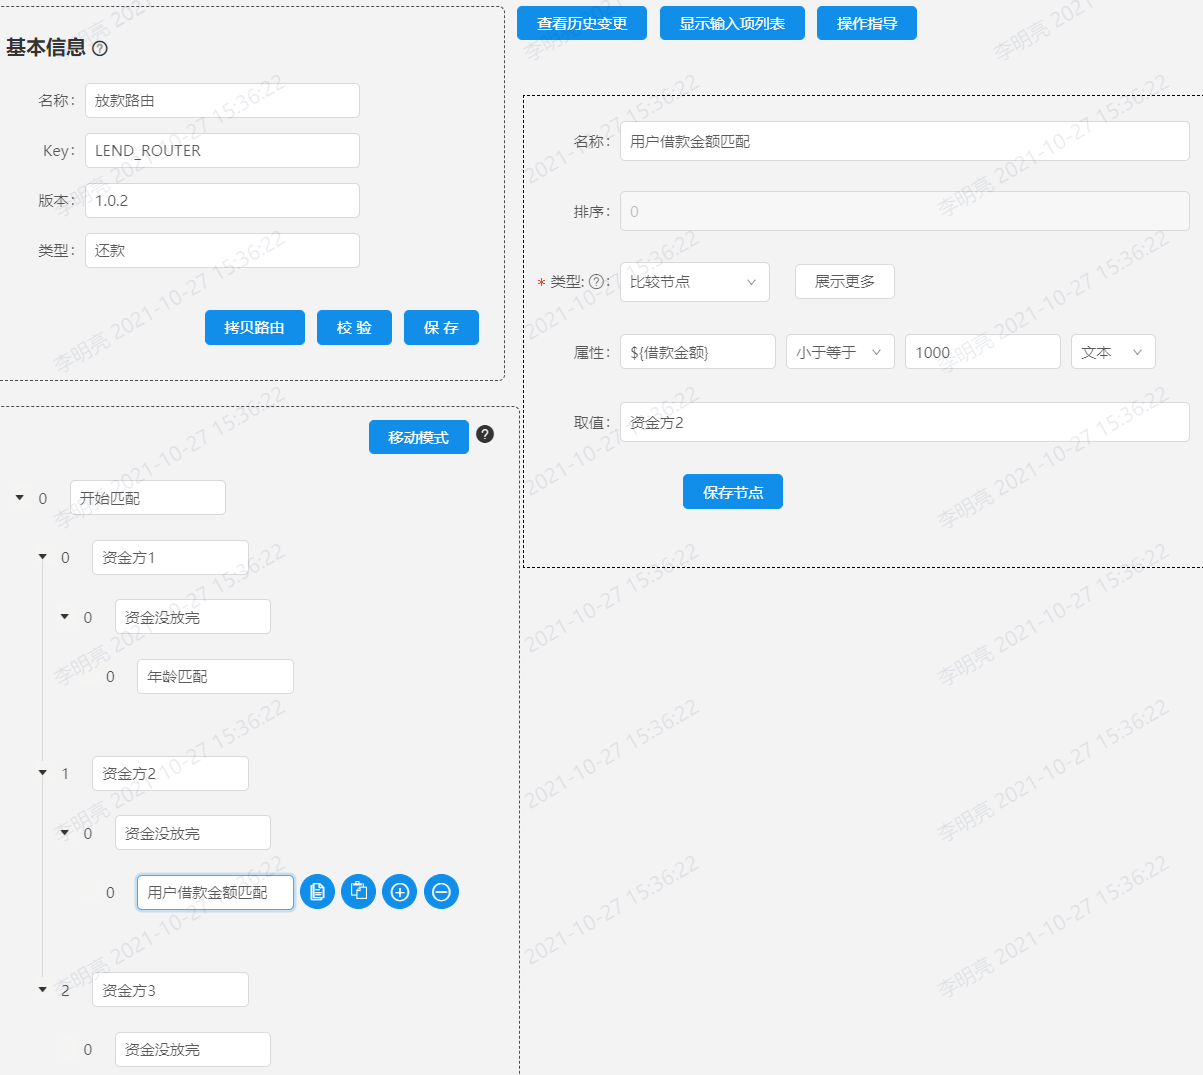 基本信息
名称: 放款路由
Key: LEND_ROUTER
版本: 1.0.2
类型: 还款
拷贝路由 校 验 保 存
查看历史变更 显示输入项列表 操作指导
名称: 用户借款金额匹配
排序: 0
* 类型: ? : 比较节点 展示更多
属性: ${借款金额} 小于等于 1000 文本
取值: 资金方2
保存节点
移动模式 ?
0 开始匹配
0 资金方1
0 资金没放完
0 年龄匹配
1 资金方2
0 资金没放完
0 用户借款金额匹配
2 资金方3
0 资金没放完
李明亮 2021-10-27 15:36:22